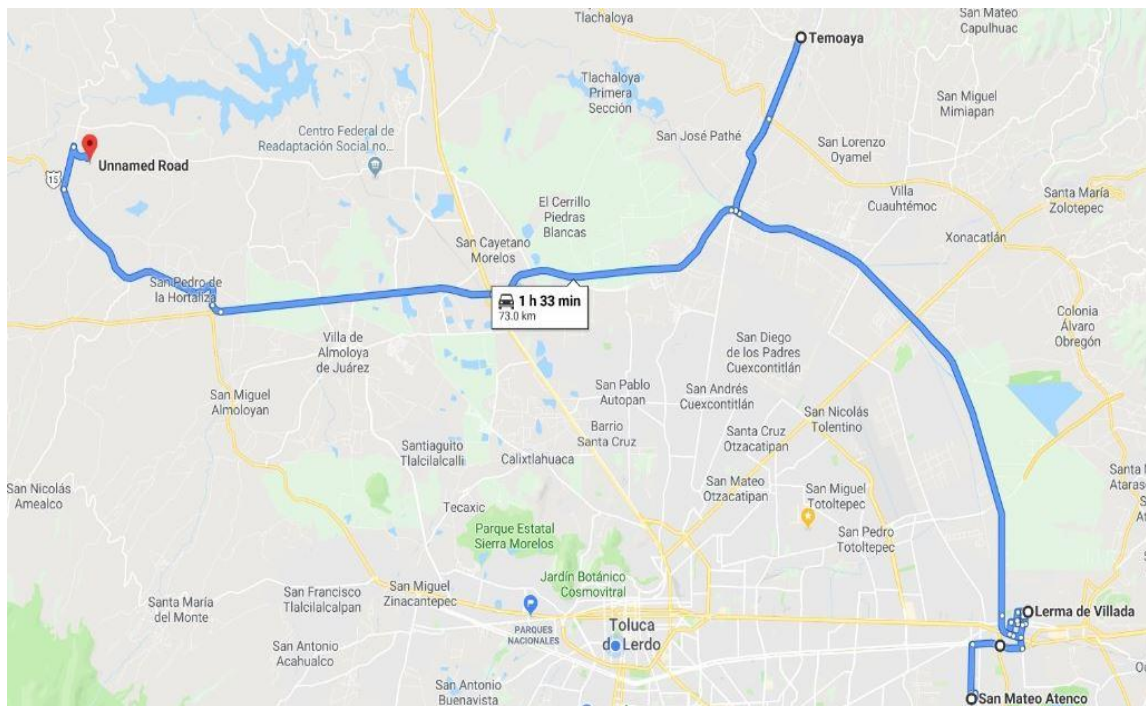 Tlachaloya
San Mateo
Capulhuac
Temoaya
Tlachaloya
Primera
Sección
San Miguel
Mimiapan
Centro Federal de
Readaptación Social no...
San José Pathé
San Lorenzo
Oyamel
Unnamed Road
15
Villa
Cuauhtémoc
Santa María
Zolotepec
El Cerrillo
Piedras
Blancas
Xonacatlán
San Cayetano
Morelos
San Pedro de
la Hortaliza
1 h 33 min
73.0 km
Colonia
Álvaro
Obregón
Villa de
Almoloya
de Juárez
San Diego
de los Padres
Cuexcontitlán
San Miguel
Almoloyan
San Pablo
Autopan
San Andrés
Cuexcontitlán
San Nicolás
Tolentino
Barrio
Santa Cruz
Santa Cruz
Otzacatipan
Santiaguito
Tlalcilalcalli
Calixtlahuaca
San Mateo
Otzacatipan
San Miguel
Totoltepec
Santa M
Atarasc
San Nicolás
Amealco
Tecaxic
Parque Estatal
Sierra Morelos
San Pedro
Totoltepec
Jardín Botánico
Cosmovitral
San Francisco
Tlalcilalcalpan
San Miguel
Zinacantepec
Santa María
del Monte
Lerma de Villada
PARQUES
NACIONALES
Toluca
de Lerdo
San Antonio
Acahualco
San Antonio
Buenavista
San Mateo Atenco